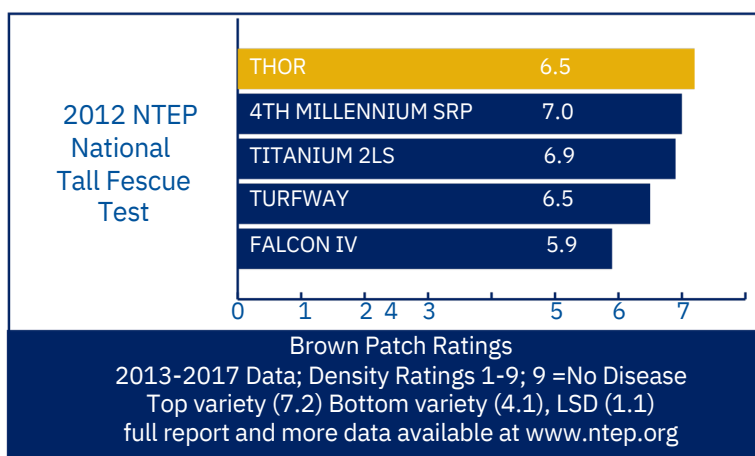 2012 NTEP
National
Tall Fescue
Test
THOR 6.5
4TH MILLENNIUM SRP 7.0
TITANIUM 2LS 6.9
TURFWAY 6.5
FALCON IV 5.9
0 1 2 4 3 5 6 7
Brown Patch Ratings
2013-2017 Data; Density Ratings 1-9; 9 =No Disease
Top variety (7.2) Bottom variety (4.1), LSD (1.1)
full report and more data available at www.ntep.org